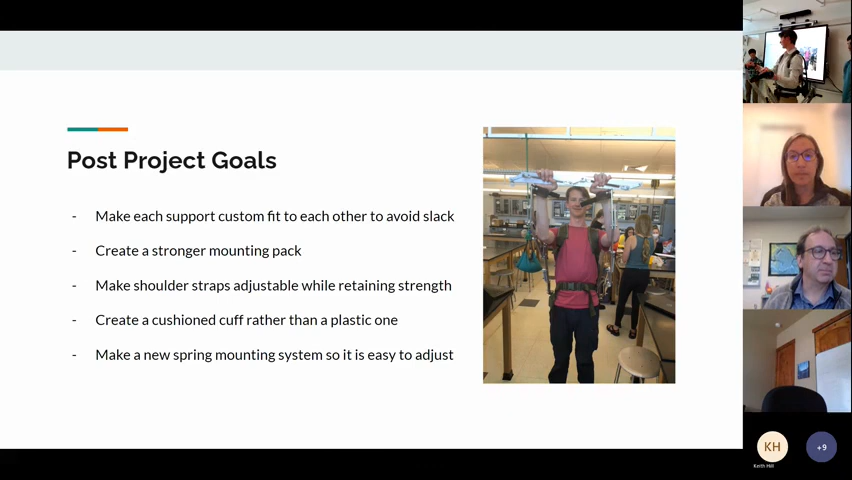 Post Project Goals
- Make each support custom fit to each other to avoid slack
- Create a stronger mounting pack
- Make shoulder straps adjustable while retaining strength
- Create a cushioned cuff rather than a plastic one
- Make a new spring mounting system so it is easy to adjust
KH
+9
Keith Hill